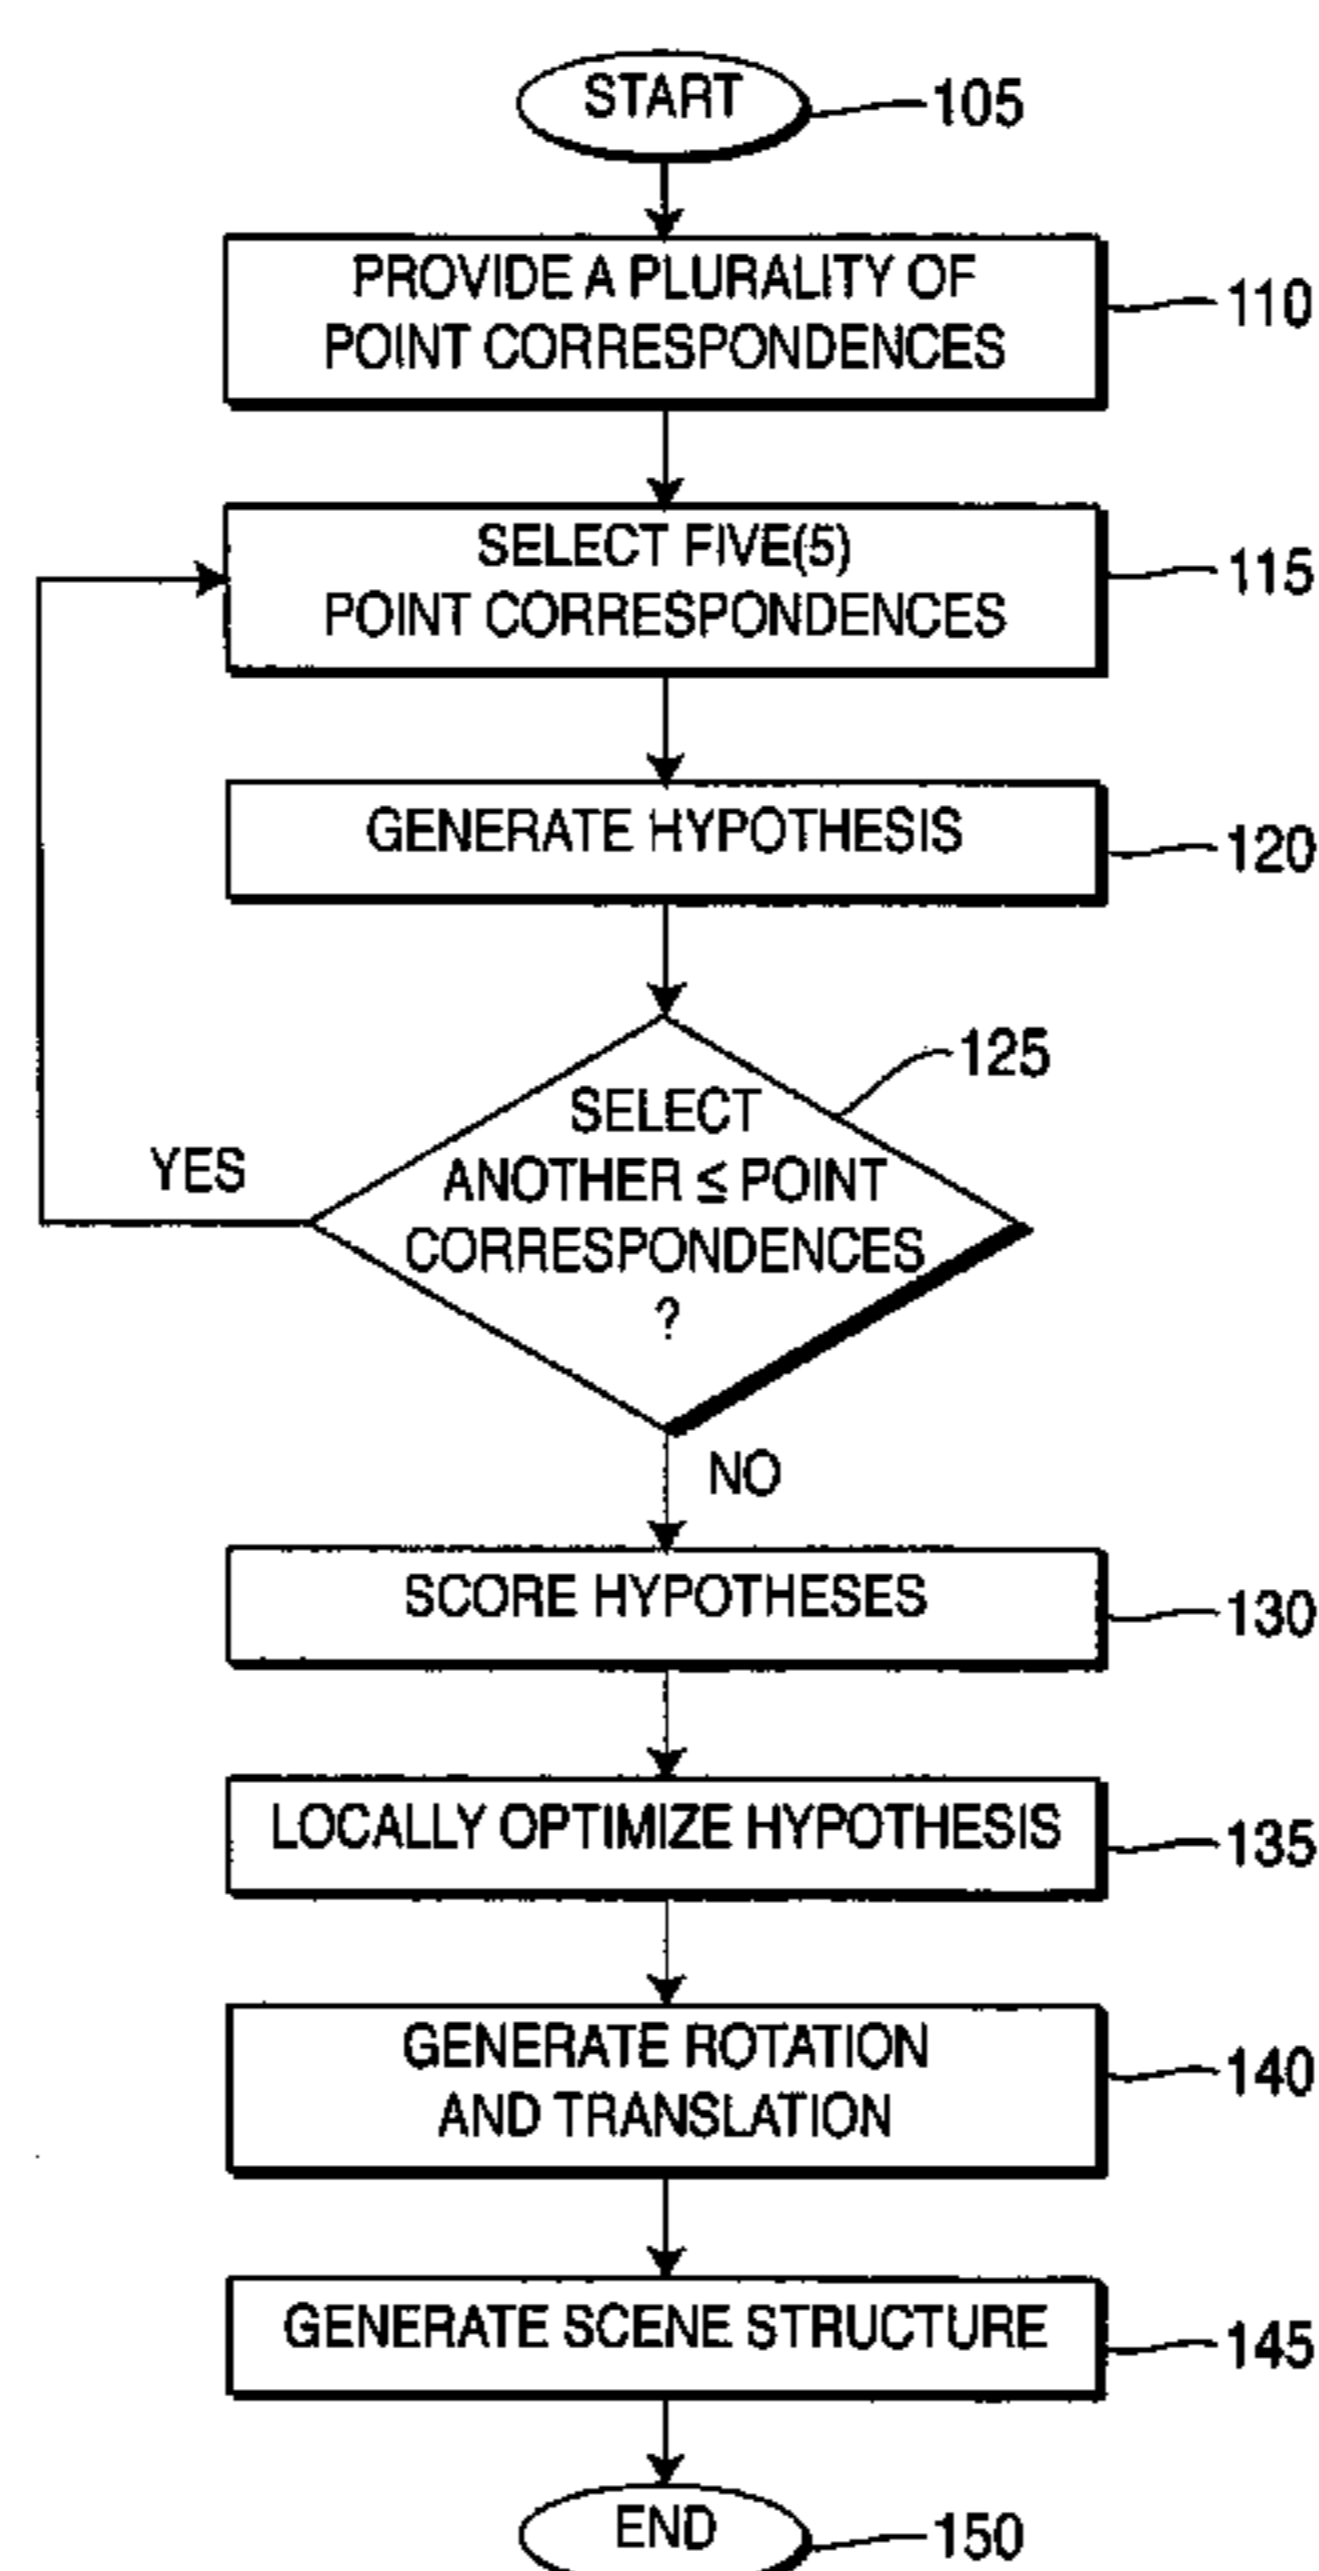 START
105
PROVIDE A PLURALITY OF
POINT CORRESPONDENCES
110
SELECT FIVE(5)
POINT CORRESPONDENCES
115
GENERATE HYPOTHESIS
120
125
SELECT
ANOTHER ≤ POINT
CORRESPONDENCES
?
YES
NO
SCORE HYPOTHESES
130
LOCALLY OPTIMIZE HYPOTHESIS
135
GENERATE ROTATION
AND TRANSLATION
140
GENERATE SCENE STRUCTURE
145
END
150